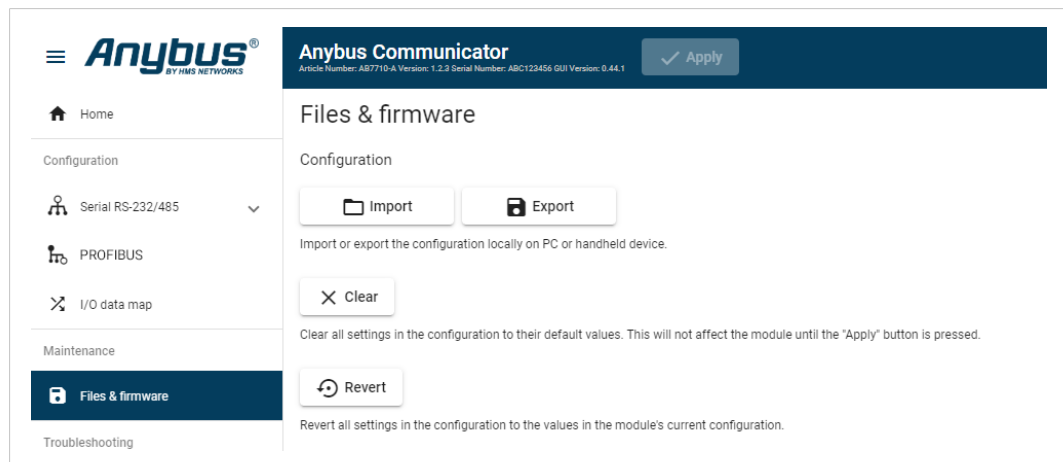 Anybus®
BY HMS NETWORKS
Anybus Communicator
Article Number: AB7710-A Version: 1.2.3 Serial Number: ABC123456 GUI Version: 0.44.1
Apply
Home
Configuration
Serial RS-232/485
PROFIBUS
I/O data map
Maintenance
Files & firmware
Troubleshooting
Files & firmware
Configuration
Import
Export
Import or export the configuration locally on PC or handheld device.
Clear
Clear all settings in the configuration to their default values. This will not affect the module until the "Apply" button is pressed.
Revert
Revert all settings in the configuration to the values in the module's current configuration.